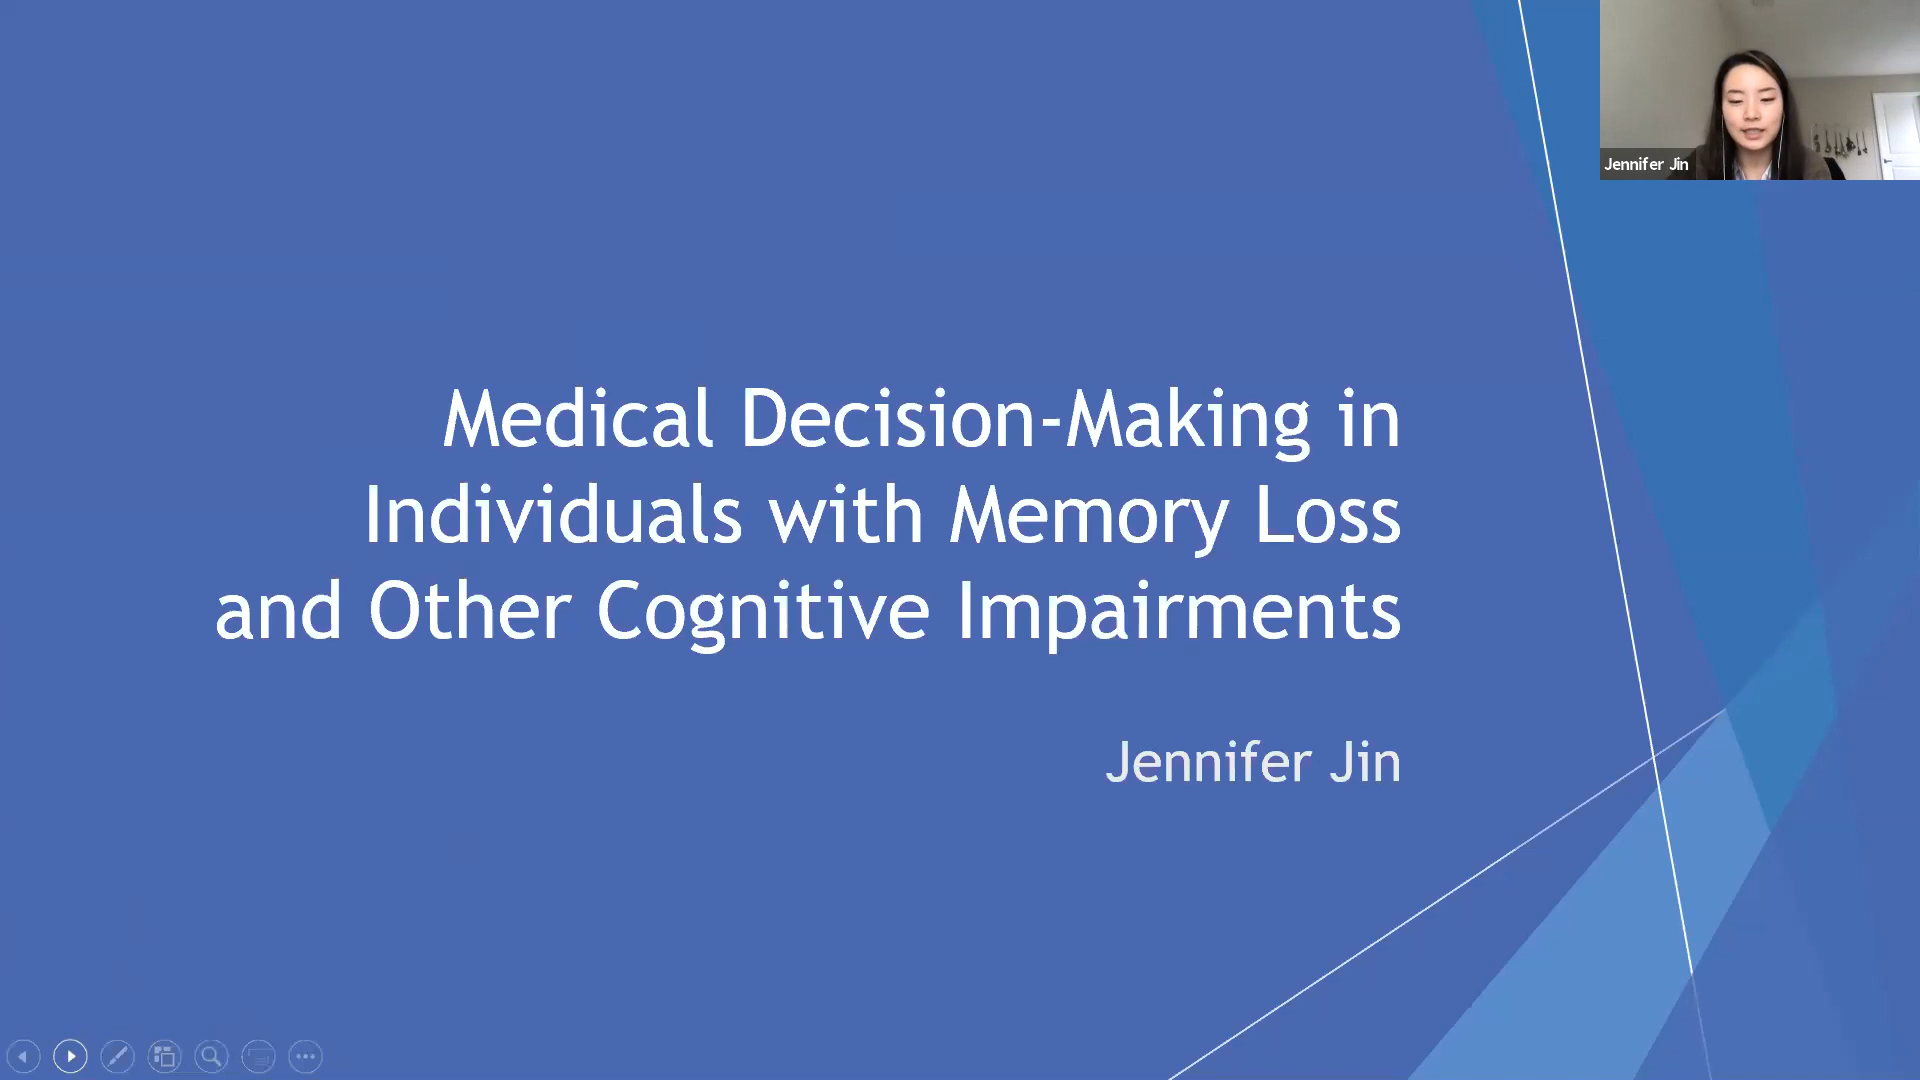 Jennifer Jin
Medical Decision-Making in
Individuals with Memory Loss
and Other Cognitive Impairments
Jennifer Jin